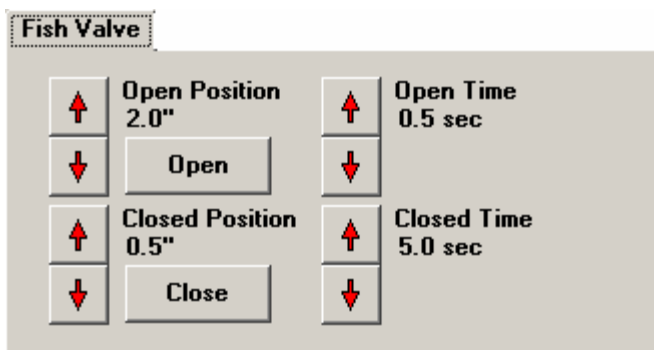 Fish Valve
Open Position
2.0"
Open
Open Time
0.5 sec
Closed Position
0.5"
Close
Closed Time
5.0 sec